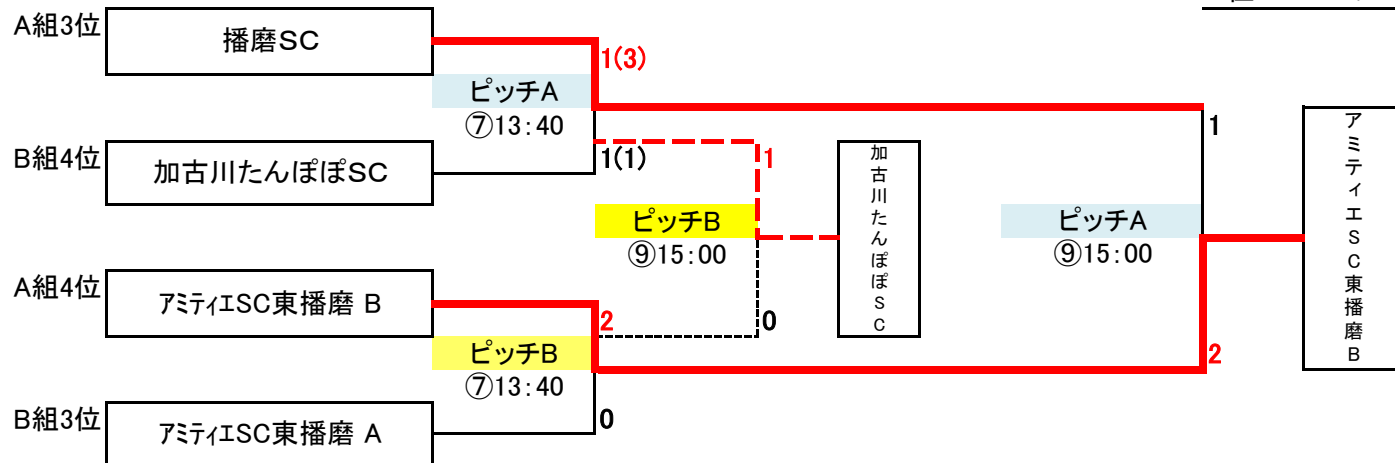 A組3位
播磨SC
1(3)
ピッチA
⑦13:40
B組4位
加古川たんぽぽSC
1(1)
1
加古川たんぽぽSC
ピッチB
⑨15:00
0
A組4位
アミティエSC東播磨 B
2
ピッチB
⑦13:40
B組3位
アミティエSC東播磨 A
0
1
ピッチA
⑨15:00
2
アミティエSC東播磨B